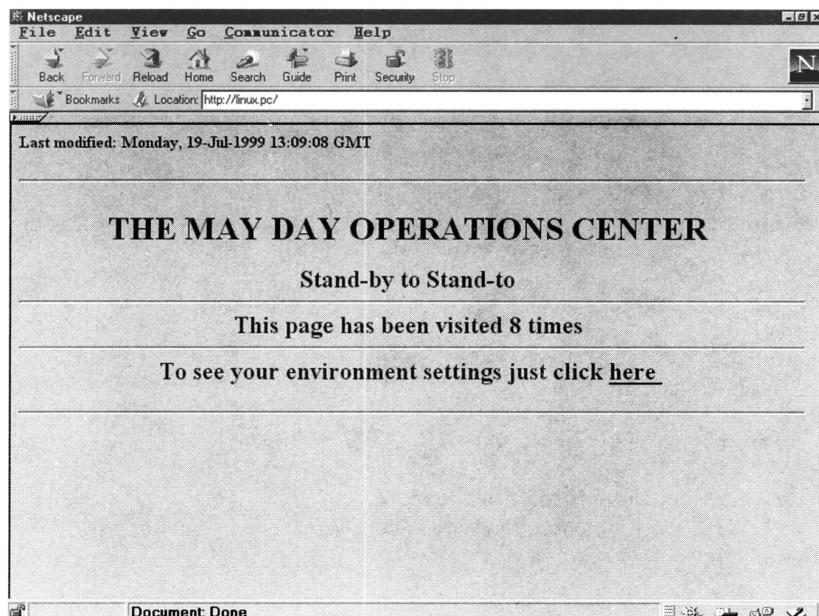 Netscape
File Edit View Go Communicator Help
Back Forward Reload Home Search Guide Print Security Stop
N
Bookmarks Location: http://linux.pc/
Last modified: Monday, 19-Jul-1999 13:09:08 GMT
THE MAY DAY OPERATIONS CENTER
Stand-by to Stand-to
This page has been visited 8 times
To see your environment settings just click here
Document: Done